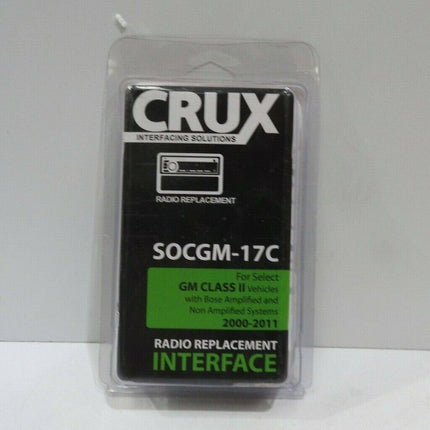 CRUX
INTERFACING SOLUTIONS
RADIO REPLACEMENT
SOCGM-17C
For Select
GM CLASS II Vehicles
with Bose Amplified and
Non Amplified Systems
2000-2011
RADIO REPLACEMENT
INTERFACE